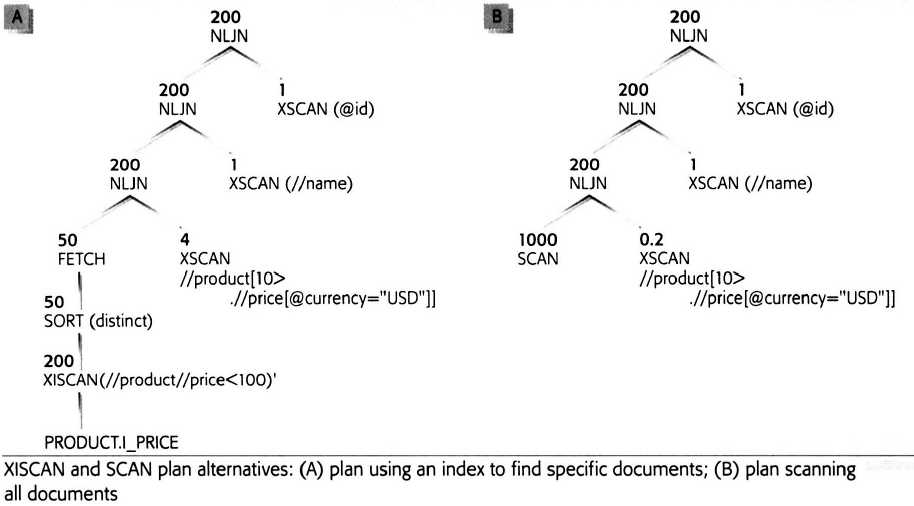 A
200
NLJN
200
NLJN
1
XSCAN (@id)
200
NLJN
1
XSCAN (//name)
50
FETCH
4
XSCAN
//product[10>
.//price[@currency="USD"]]
50
SORT (distinct)
200
XISCAN(//product//price<100)'
PRODUCT.I_PRICE
B
200
NLJN
200
NLJN
1
XSCAN (@id)
200
NLJN
1
XSCAN (//name)
1000
SCAN
0.2
XSCAN
//product[10>
.//price[@currency="USD"]]
XISCAN and SCAN plan alternatives: (A) plan using an index to find specific documents; (B) plan scanning
all documents